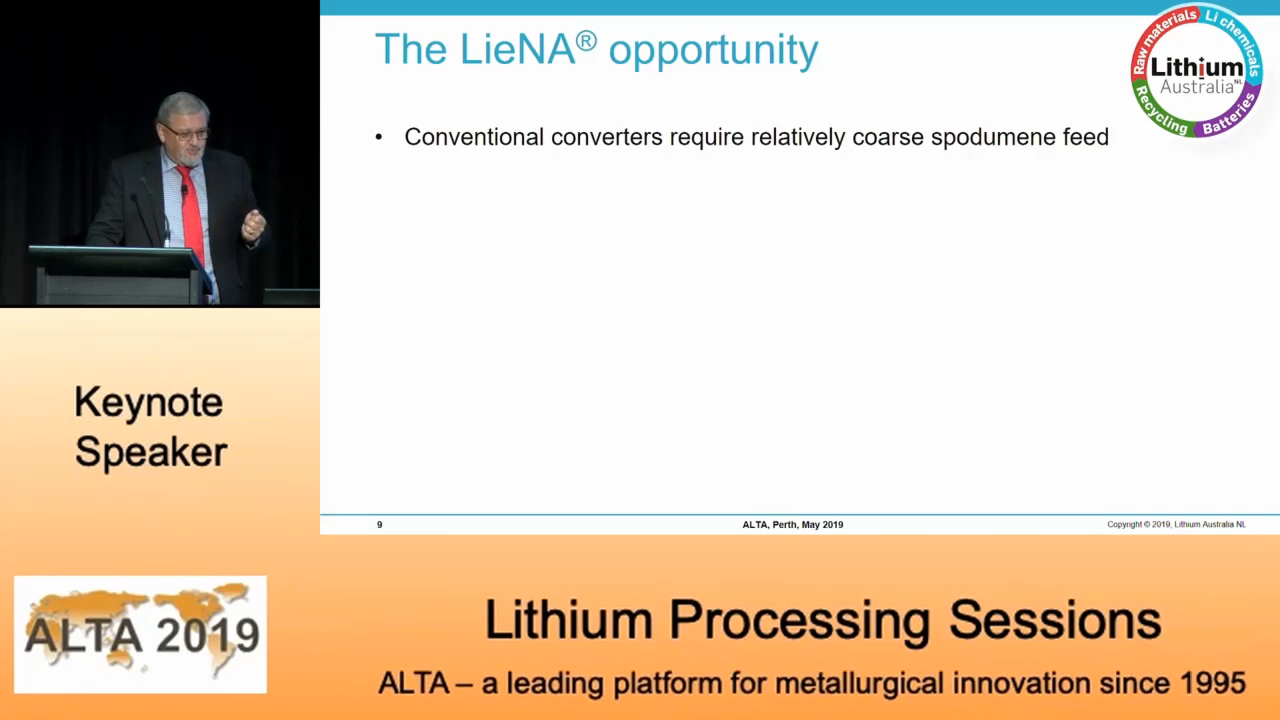 The LieNA® opportunity
Raw materials
Li chemicals
Lithium
Australia NL
Recycling
Batteries
• Conventional converters require relatively coarse spodumene feed
9
ALTA, Perth, May 2019
Copyright © 2019, Lithium Australia NL
Keynote
Speaker
ALTA 2019
Lithium Processing Sessions
ALTA – a leading platform for metallurgical innovation since 1995